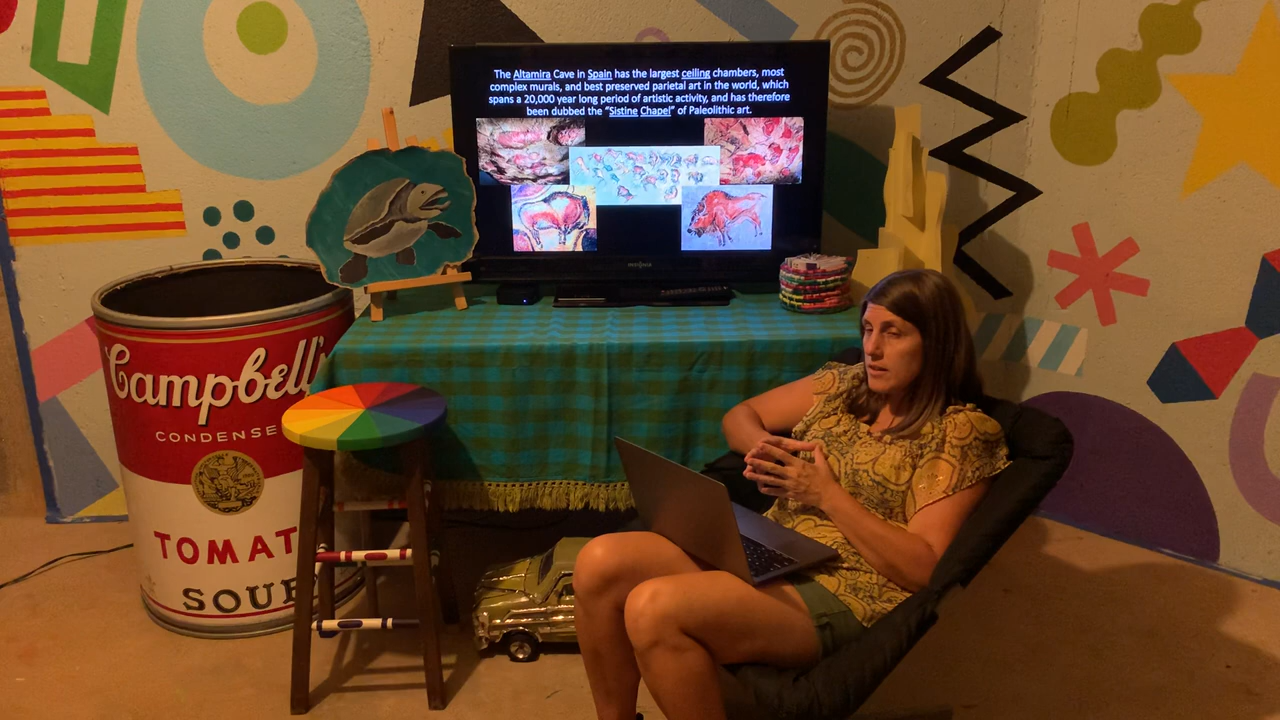 The Altamira Cave in Spain has the largest ceiling chambers, most
complex murals, and best preserved parietal art in the world, which
spans a 20,000 year long period of artistic activity, and has therefore
been dubbed the "Sistine Chapel" of Paleolithic art.
INSIGNIA
Campbell's
CONDENSE
TOMAT
SOUP